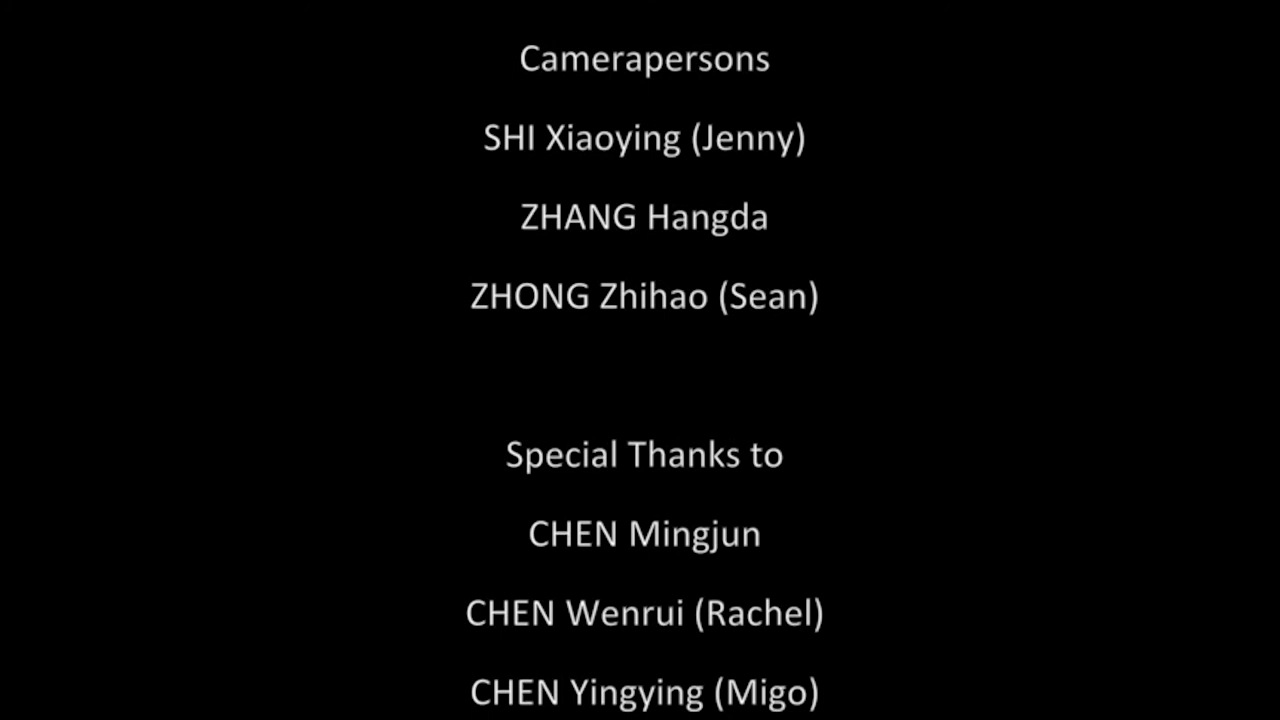 Camerapersons
SHI Xiaoying (Jenny)
ZHANG Hangda
ZHONG Zhihao (Sean)
Special Thanks to
CHEN Mingjun
CHEN Wenrui (Rachel)
CHEN Yingying (Migo)